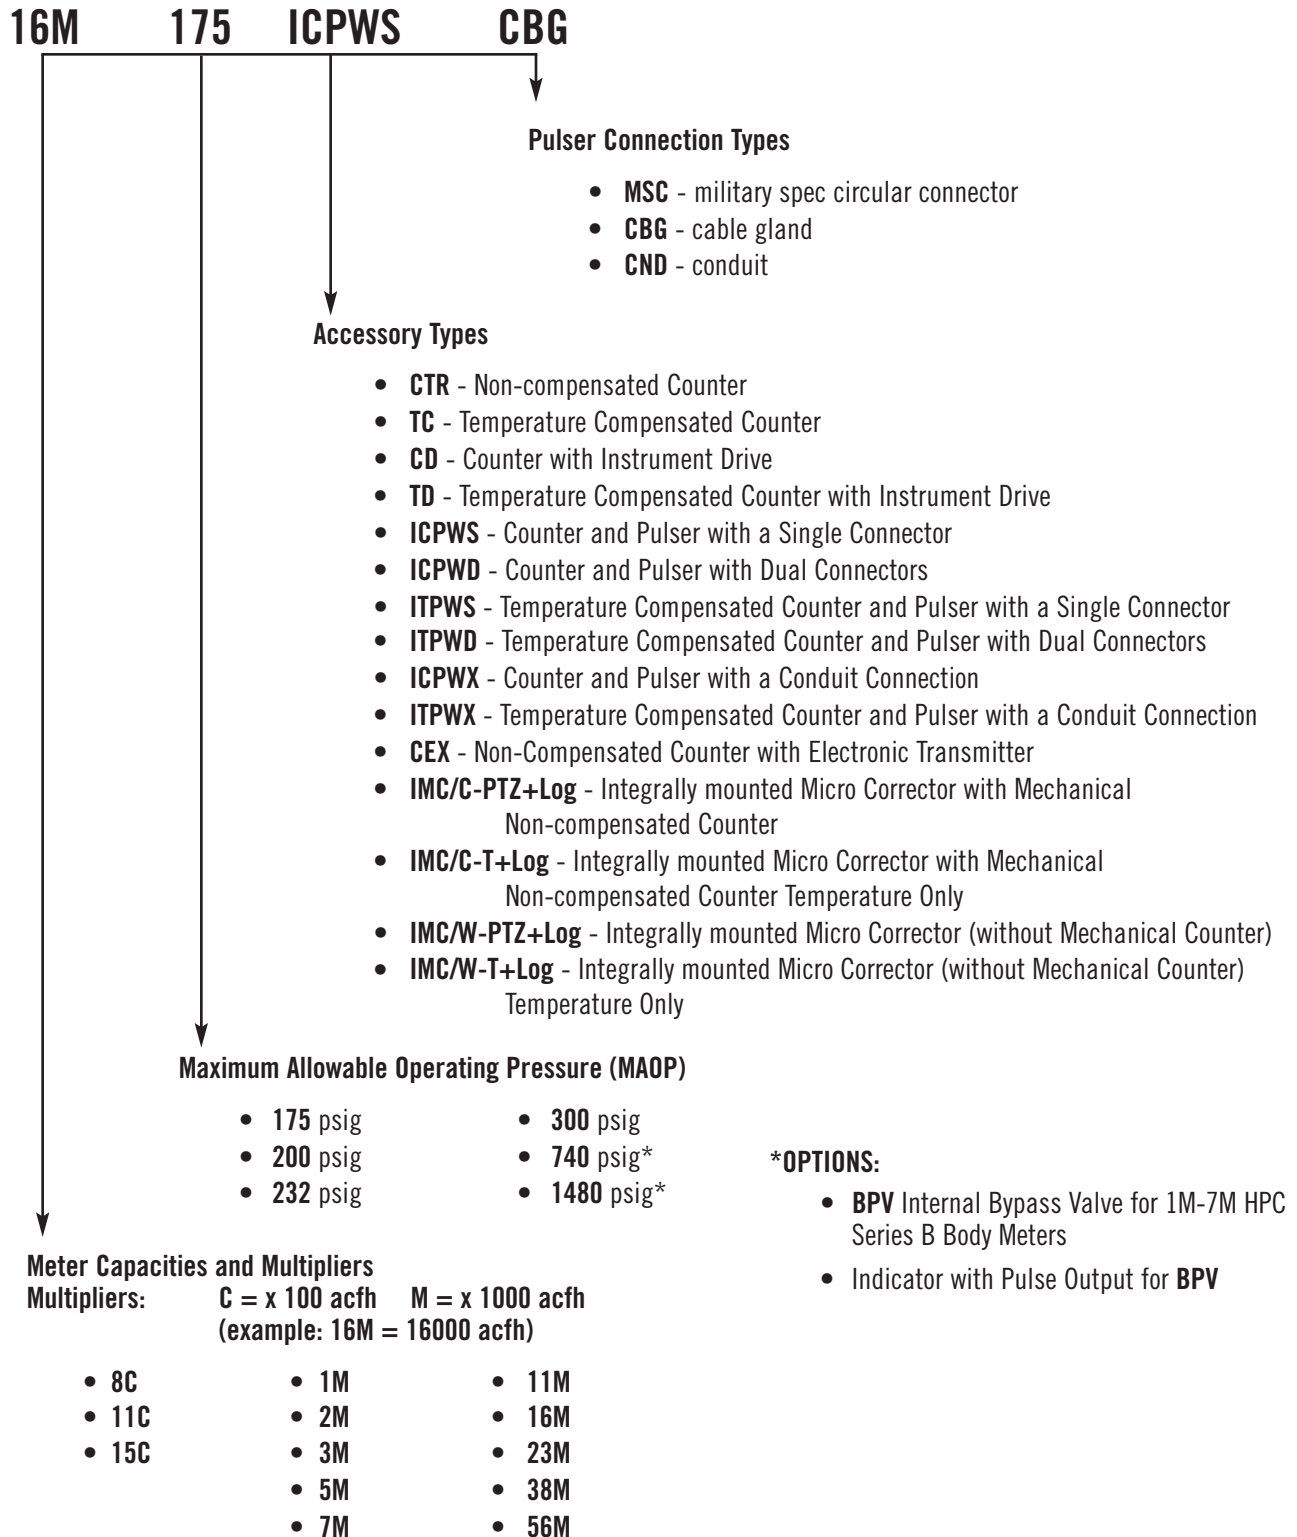 16M 175 ICPWS CBG
Pulser Connection Types
• MSC - military spec circular connector
• CBG - cable gland
• CND - conduit
Accessory Types
• CTR - Non-compensated Counter
• TC - Temperature Compensated Counter
• CD - Counter with Instrument Drive
• TD - Temperature Compensated Counter with Instrument Drive
• ICPWS - Counter and Pulser with a Single Connector
• ICPWD - Counter and Pulser with Dual Connectors
• ITPWS - Temperature Compensated Counter and Pulser with a Single Connector
• ITPWD - Temperature Compensated Counter and Pulser with Dual Connectors
• ICPWX - Counter and Pulser with a Conduit Connection
• ITPWX - Temperature Compensated Counter and Pulser with a Conduit Connection
• CEX - Non-Compensated Counter with Electronic Transmitter
• IMC/C-PTZ+Log - Integrally mounted Micro Corrector with Mechanical
Non-compensated Counter
• IMC/C-T+Log - Integrally mounted Micro Corrector with Mechanical
Non-compensated Counter Temperature Only
• IMC/W-PTZ+Log - Integrally mounted Micro Corrector (without Mechanical Counter)
• IMC/W-T+Log - Integrally mounted Micro Corrector (without Mechanical Counter)
Temperature Only
Maximum Allowable Operating Pressure (MAOP)
• 175 psig • 300 psig
• 200 psig • 740 psig*
• 232 psig • 1480 psig*
*OPTIONS:
• BPV Internal Bypass Valve for 1M-7M HPC
Series B Body Meters
• Indicator with Pulse Output for BPV
Meter Capacities and Multipliers
Multipliers: C = x 100 acfh M = x 1000 acfh
(example: 16M = 16000 acfh)
• 8C • 1M • 11M
• 11C • 2M • 16M
• 15C • 3M • 23M
• 5M • 38M
• 7M • 56M